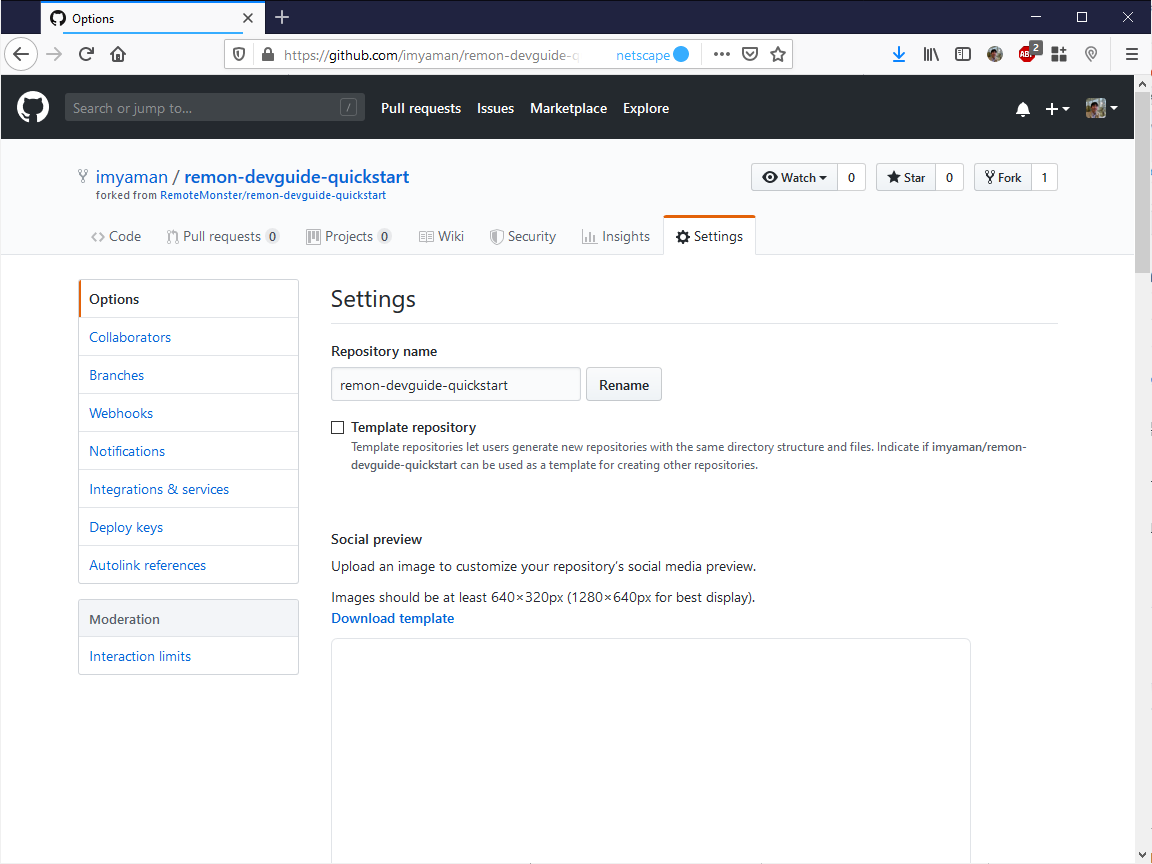 Options
https://github.com/imyaman/remon-devguide-q
netscape
ABP
2
Search or jump to...
/
Pull requests Issues Marketplace Explore
imyaman / remon-devguide-quickstart
forked from RemoteMonster/remon-devguide-quickstart
Watch 0
Star 0
Fork 1
Code
Pull requests 0
Projects 0
Wiki
Security
Insights
Settings
Options
Collaborators
Branches
Webhooks
Notifications
Integrations & services
Deploy keys
Autolink references
Moderation
Interaction limits
Settings
Repository name
remon-devguide-quickstart
Rename
Template repository
Template repositories let users generate new repositories with the same directory structure and files. Indicate if imyaman/remon-
devguide-quickstart can be used as a template for creating other repositories.
Social preview
Upload an image to customize your repository’s social media preview.
Images should be at least 640×320px (1280×640px for best display).
Download template